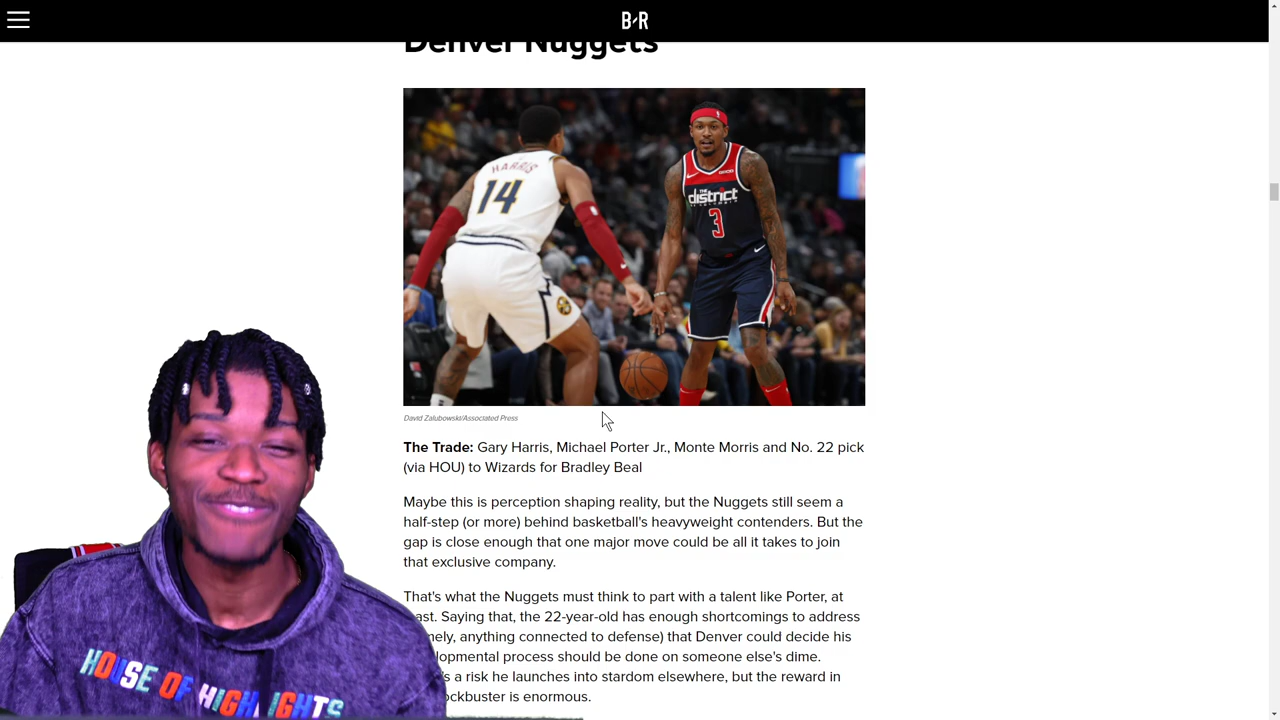 B/R
Denver Nuggets
HARRIS
14
THE
district
OF COLUMBIA
3
David Zalubowski/Associated Press
The Trade: Gary Harris, Michael Porter Jr., Monte Morris and No. 22 pick
(via HOU) to Wizards for Bradley Beal
Maybe this is perception shaping reality, but the Nuggets still seem a
half-step (or more) behind basketball's heavyweight contenders. But the
gap is close enough that one major move could be all it takes to join
that exclusive company.
That's what the Nuggets must think to part with a talent like Porter, at
ast. Saying that, the 22-year-old has enough shortcomings to address
nely, anything connected to defense) that Denver could decide his
lopmental process should be done on someone else's dime.
's a risk he launches into stardom elsewhere, but the reward in
ockbuster is enormous.
HOUSE OF HIGHLIGHTS